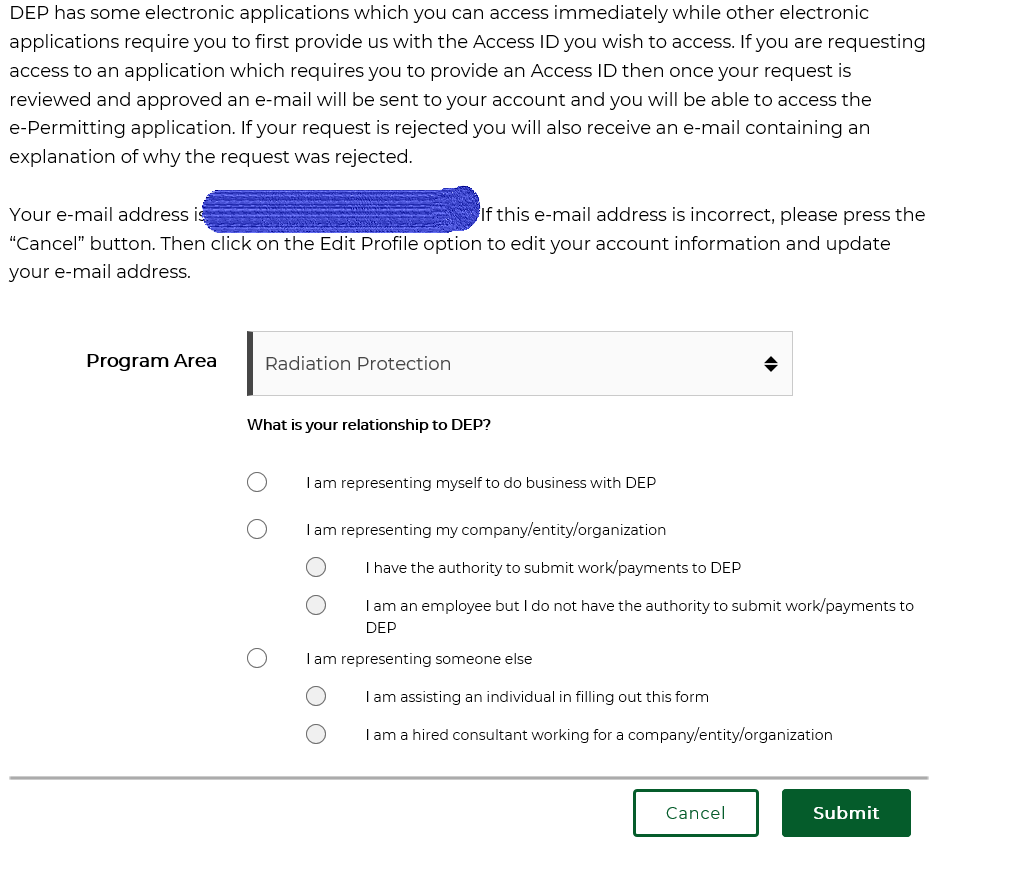 DEP has some electronic applications which you can access immediately while other electronic
applications require you to first provide us with the Access ID you wish to access. If you are requesting
access to an application which requires you to provide an Access ID then once your request is
reviewed and approved an e-mail will be sent to your account and you will be able to access the
e-Permitting application. If your request is rejected you will also receive an e-mail containing an
explanation of why the request was rejected.
Your e-mail address is If this e-mail address is incorrect, please press the
“Cancel” button. Then click on the Edit Profile option to edit your account information and update
your e-mail address.
Program Area
Radiation Protection
What is your relationship to DEP?
I am representing myself to do business with DEP
I am representing my company/entity/organization
I have the authority to submit work/payments to DEP
I am an employee but I do not have the authority to submit work/payments to
DEP
I am representing someone else
I am assisting an individual in filling out this form
I am a hired consultant working for a company/entity/organization
Cancel
Submit